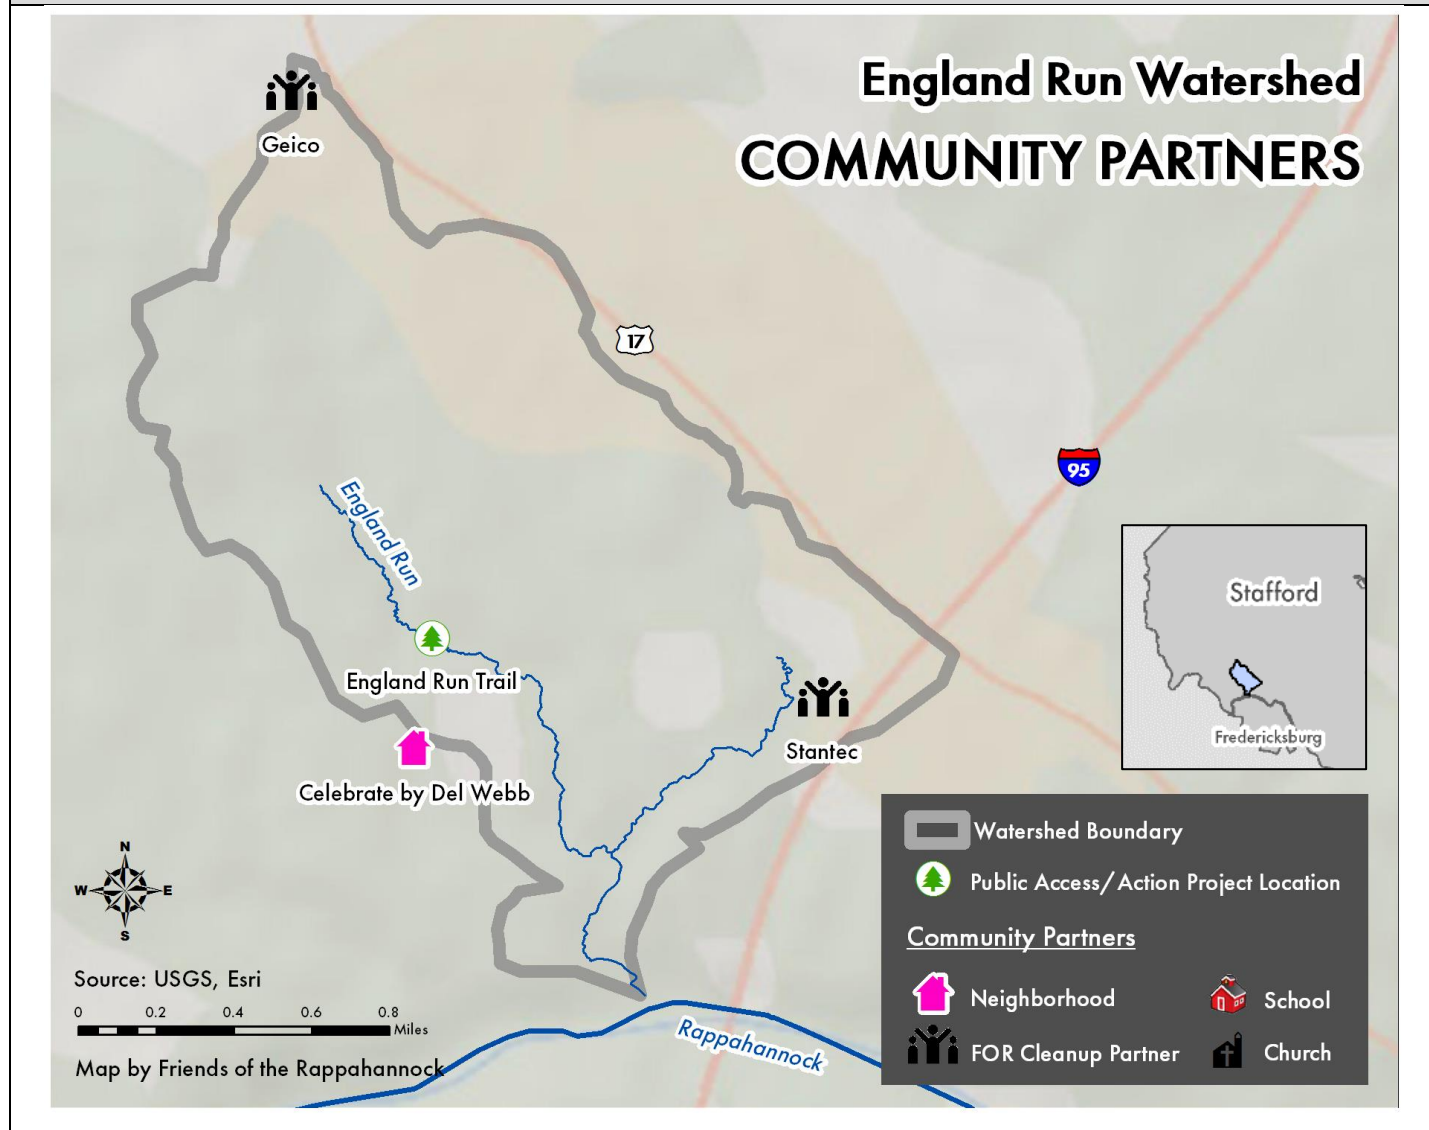 England Run Watershed
COMMUNITY PARTNERS
Geico
17
95
England Run
England Run Trail
Stantec
Celebrate by Del Webb
Stafford
Fredericksburg
N
W E
S
Source: USGS, Esri
0 0.2 0.4 0.6 0.8
Miles
Map by Friends of the Rappahannock
Rappahannock
Watershed Boundary
Public Access/Action Project Location
Community Partners
Neighborhood
School
FOR Cleanup Partner
Church